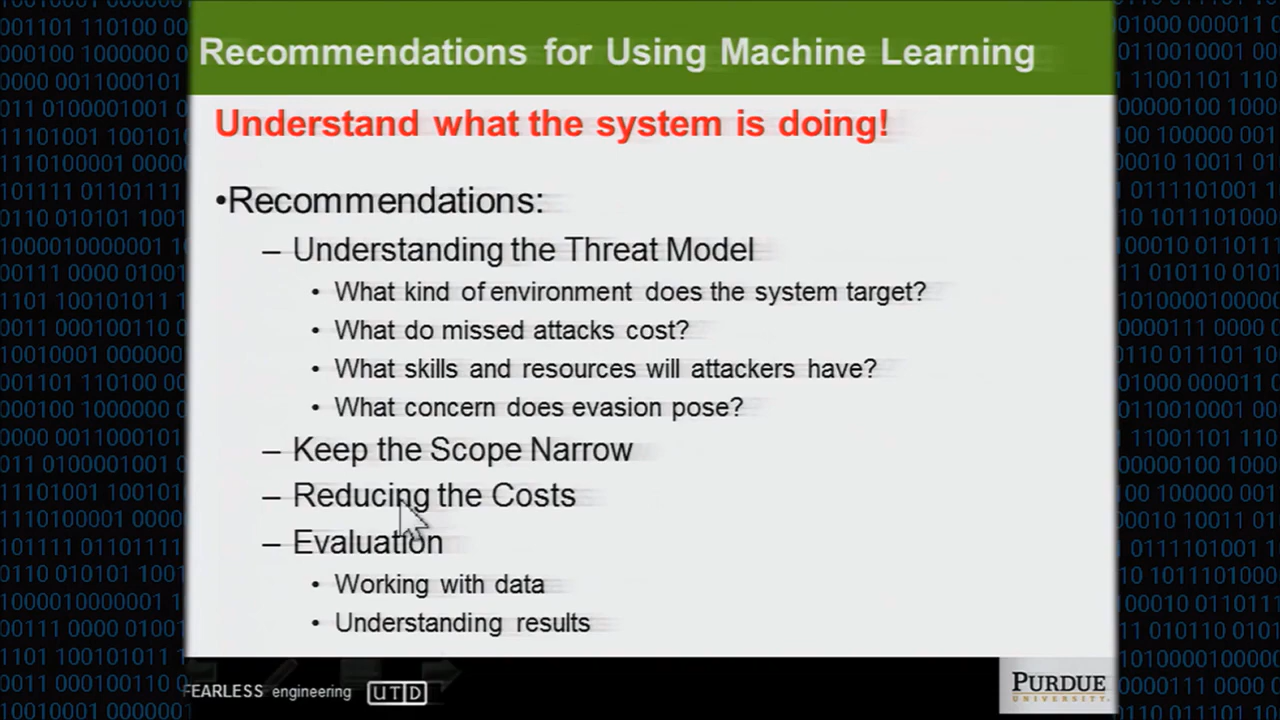 Recommendations for Using Machine Learning
Understand what the system is doing!
•Recommendations:
– Understanding the Threat Model
• What kind of environment does the system target?
• What do missed attacks cost?
• What skills and resources will attackers have?
• What concern does evasion pose?
– Keep the Scope Narrow
– Reducing the Costs
– Evaluation
• Working with data
• Understanding results
FEARLESS engineering UTD
PURDUE
UNIVERSITY